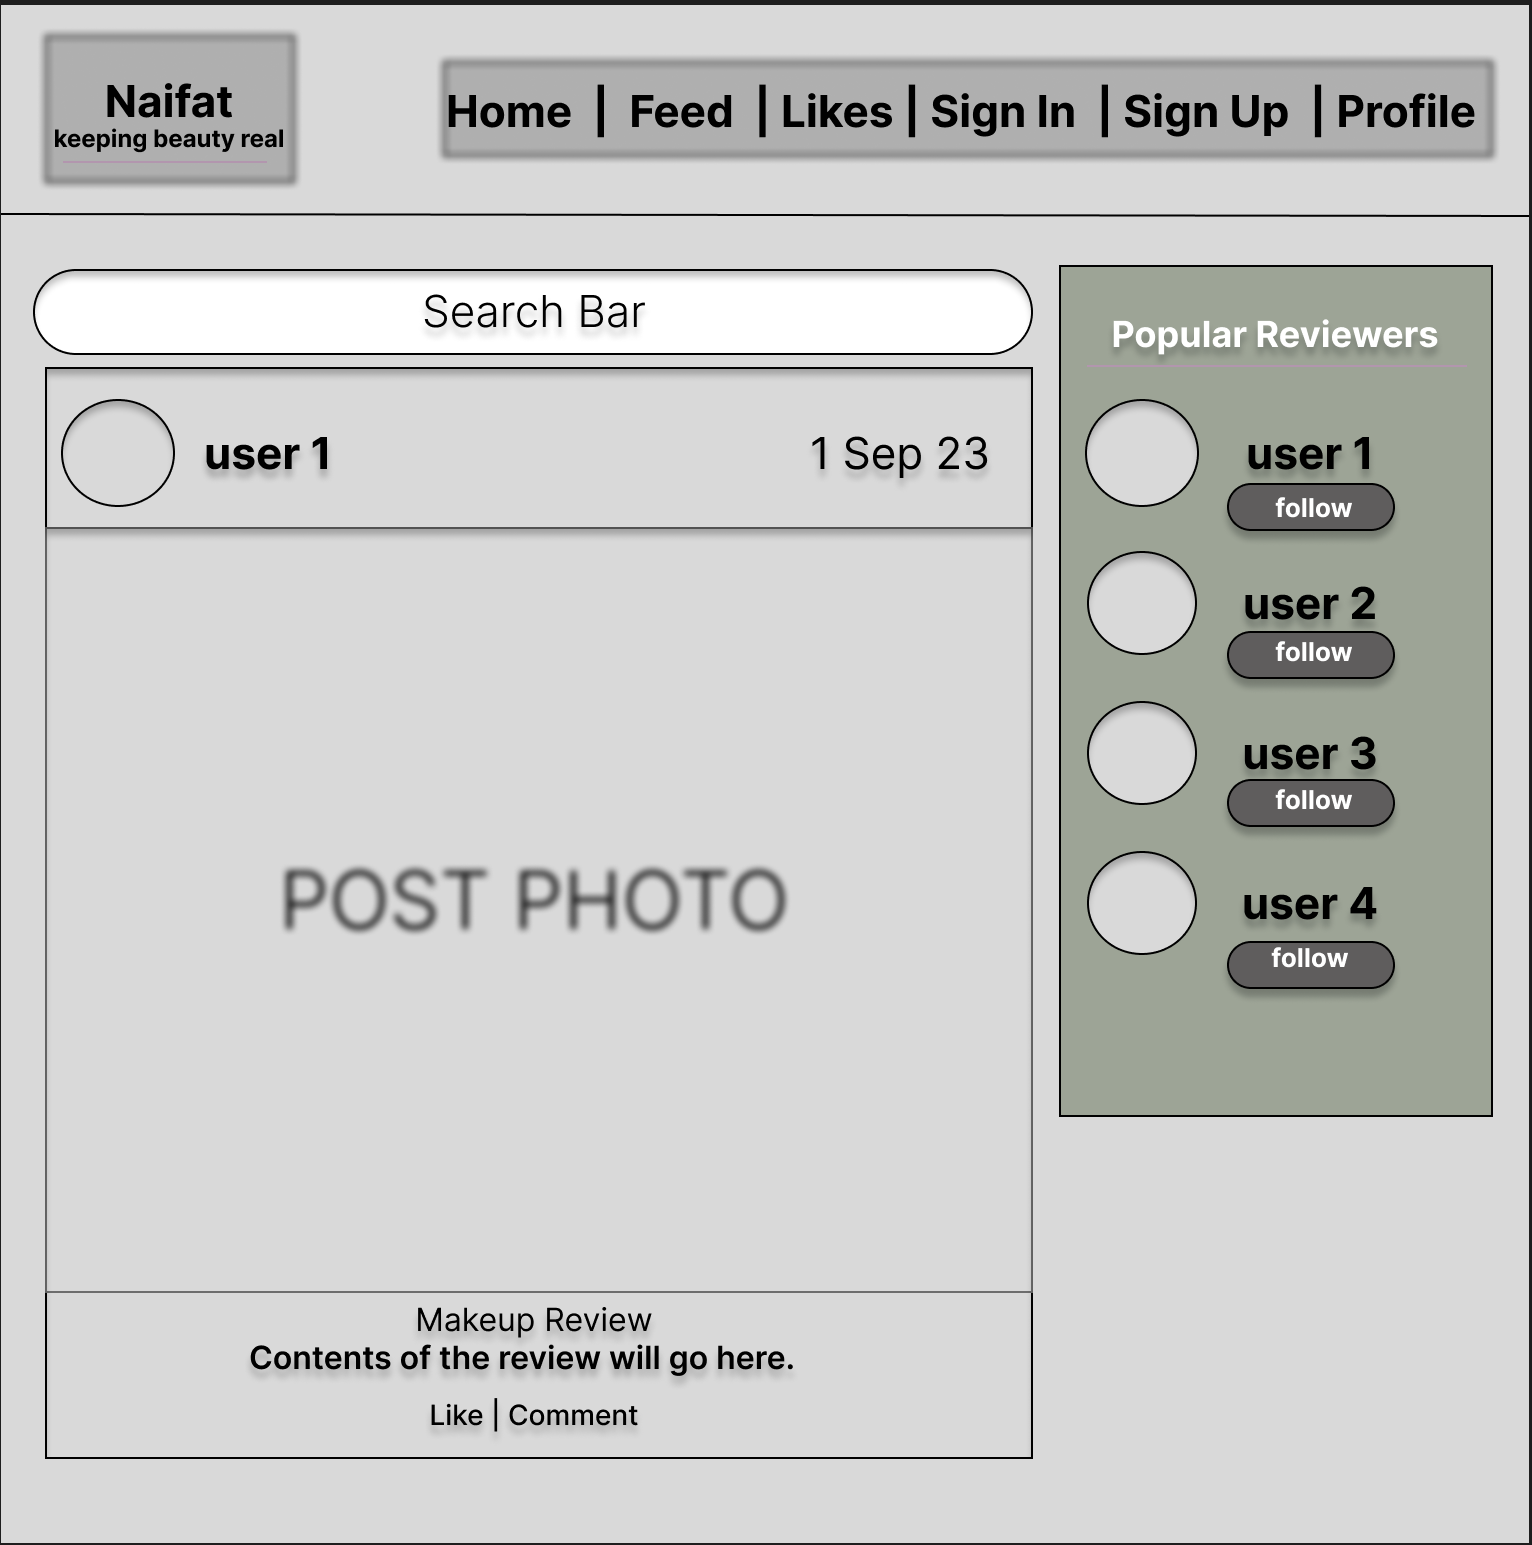 Naifat
keeping beauty real
Home | Feed | Likes | Sign In | Sign Up | Profile
Search Bar
user 1
1 Sep 23
POST PHOTO
Makeup Review
Contents of the review will go here.
Like | Comment
Popular Reviewers
user 1
follow
user 2
follow
user 3
follow
user 4
follow